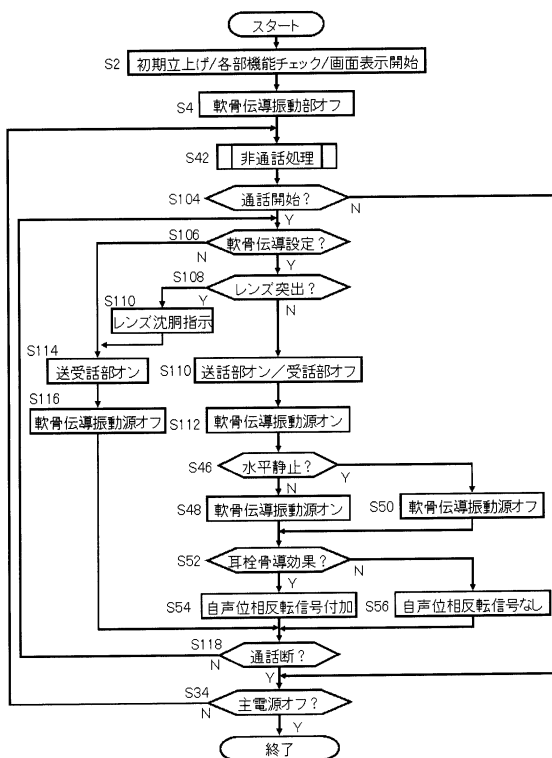 スタート
S2 初期立上げ/各部機能チェック/画面表示開始
S4 軟骨伝導振動部オフ
S42 非通話処理
S104 通話開始?
N
Y
S106 軟骨伝導設定?
N
Y
S108 レンズ突出?
Y
N
S110 レンズ沈胴指示
S114 送受話部オン
S110 送話部オン/受話部オフ
S116 軟骨伝導振動源オフ
S112 軟骨伝導振動源オン
S46 水平静止?
Y
N
S48 軟骨伝導振動源オン
S50 軟骨伝導振動源オフ
S52 耳栓骨導効果?
N
Y
S54 自声位相反転信号付加
S56 自声位相反転信号なし
S118 通話断?
N
Y
S34 主電源オフ?
N
Y
終了